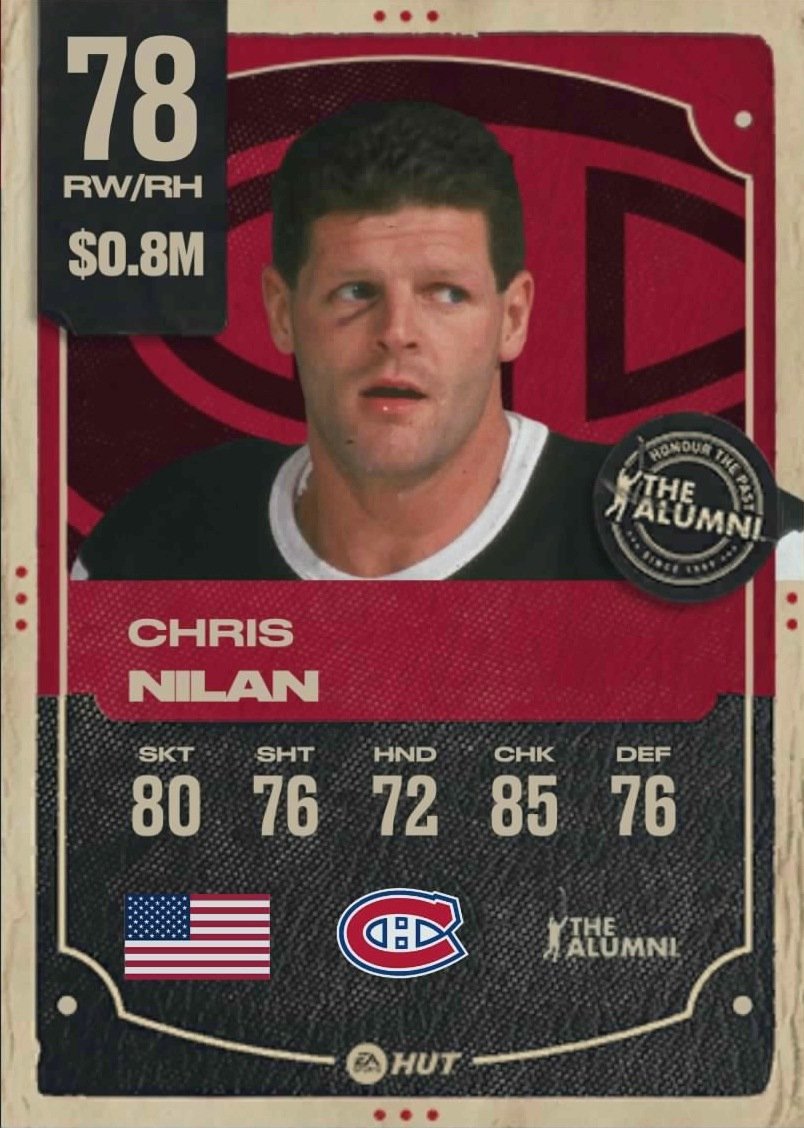 78
RW/RH
$0.8M
HONOUR THE PAST
THE
ALUMNI
CHRIS
NILAN
SKT SHT HND CHK DEF
80 76 72 85 76
THE
ALUMNI
EA HUT